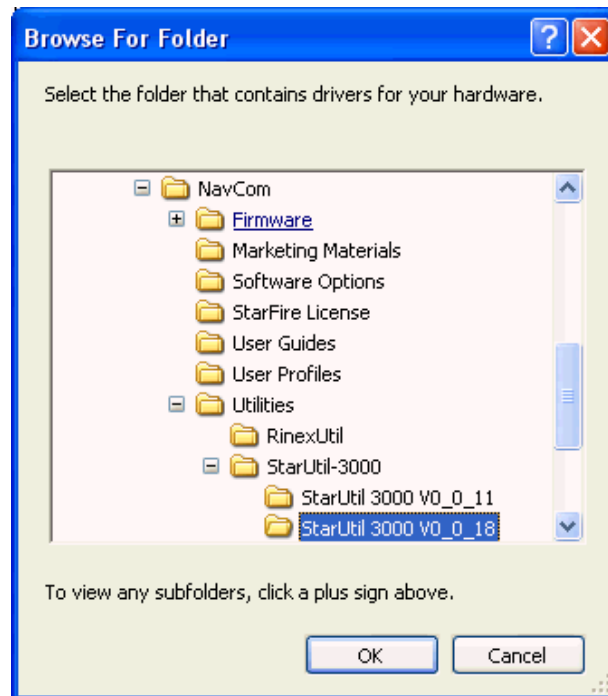 Browse For Folder
Select the folder that contains drivers for your hardware.
NavCom
Firmware
Marketing Materials
Software Options
StarFire License
User Guides
User Profiles
Utilities
RinexUtil
StarUtil-3000
StarUtil 3000 V0_0_11
StarUtil 3000 V0_0_18
To view any subfolders, click a plus sign above.
OK Cancel